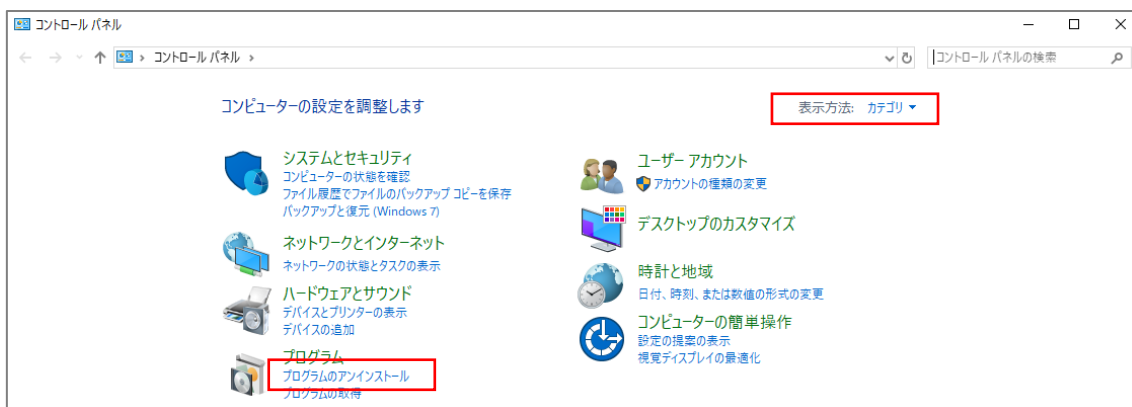 コントロール パネル
コントロール パネル
コントロール パネルの検索
コンピューターの設定を調整します
表示方法: カテゴリ
システムとセキュリティ
コンピューターの状態を確認
ファイル履歴でファイルのバックアップ コピーを保存
バックアップと復元 (Windows 7)
ネットワークとインターネット
ネットワークの状態とタスクの表示
ハードウェアとサウンド
デバイスとプリンターの表示
デバイスの追加
プログラム
プログラムのアンインストール
プログラムの取得
ユーザー アカウント
アカウントの種類の変更
デスクトップのカスタマイズ
時計と地域
日付、時刻、または数値の形式の変更
コンピューターの簡単操作
設定の提案の表示
視覚ディスプレイの最適化